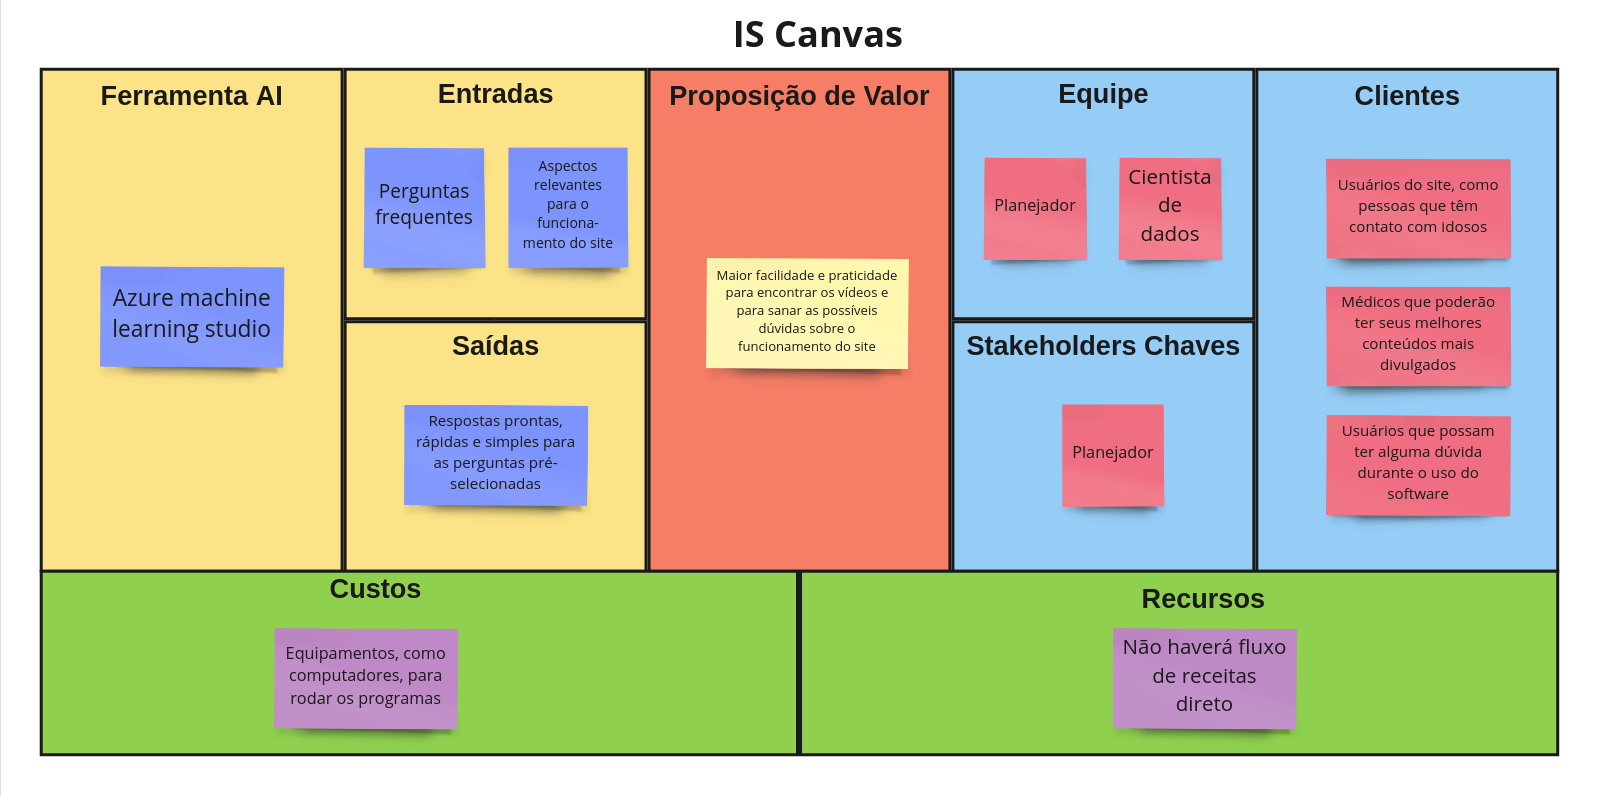 IS Canvas
Ferramenta AI
Azure machine
learning studio
Entradas
Perguntas
frequentes
Aspectos
relevantes
para o
funciona-
mento do site
Saídas
Respostas prontas,
rápidas e simples para
as perguntas pré-
selecionadas
Proposição de Valor
Maior facilidade e praticidade
para encontrar os vídeos e
para sanar as possíveis
dúvidas sobre o
funcionamento do site
Equipe
Planejador
Cientista
de
dados
Stakeholders Chaves
Planejador
Clientes
Usuários do site, como
pessoas que têm
contato com idosos
Médicos que poderão
ter seus melhores
conteúdos mais
divulgados
Usuários que possam
ter alguma dúvida
durante o uso do
software
Custos
Equipamentos, como
computadores, para
rodar os programas
Recursos
Não haverá fluxo
de receitas
direto